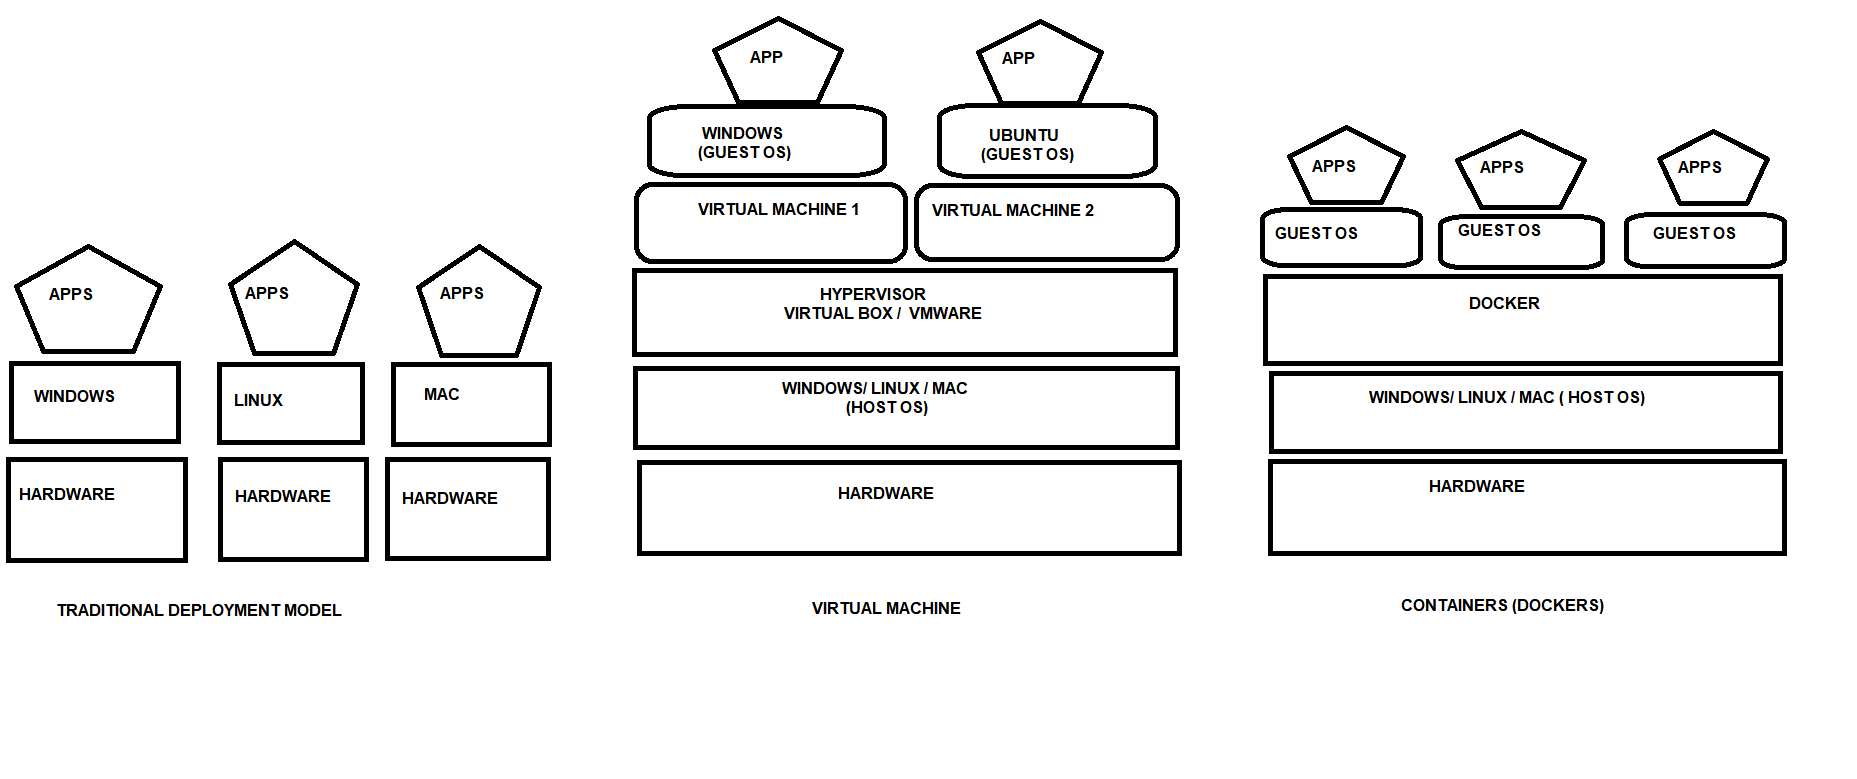 APPS
APPS
APPS
WINDOWS
LINUX
MAC
HARDWARE
HARDWARE
HARDWARE
TRADITIONAL DEPLOYMENT MODEL
APP
APP
WINDOWS
(GUEST OS)
UBUNTU
(GUEST OS)
VIRTUAL MACHINE 1
VIRTUAL MACHINE 2
HYPERVISOR
VIRTUAL BOX / VMWARE
WINDOWS/ LINUX / MAC
(HOST OS)
HARDWARE
VIRTUAL MACHINE
APPS
APPS
APPS
GUEST OS
GUEST OS
GUEST OS
DOCKER
WINDOWS/ LINUX / MAC ( HOST OS)
HARDWARE
CONTAINERS (DOCKERS)